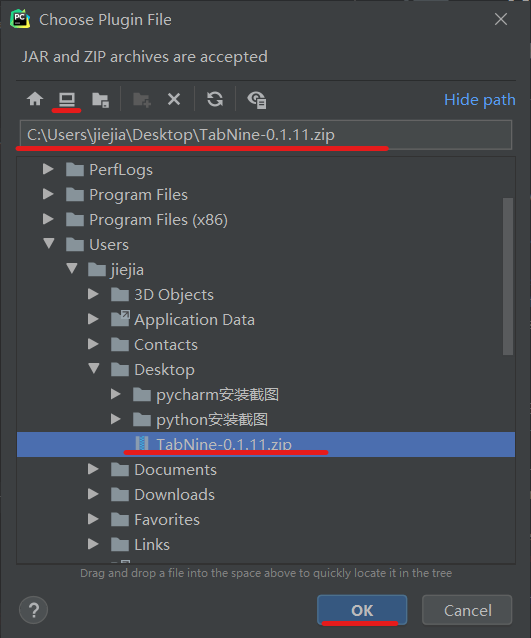 PC
Choose Plugin File
JAR and ZIP archives are accepted
Hide path
C:\Users\jiejia\Desktop\TabNine-0.1.11.zip
PerfLogs
Program Files
Program Files (x86)
Users
jiejia
3D Objects
Application Data
Contacts
Desktop
pycharm安装截图
python安装截图
TabNine-0.1.11.zip
Documents
Downloads
Favorites
Links
Drag and drop a file into the space above to quickly locate it in the tree
?
OK
Cancel